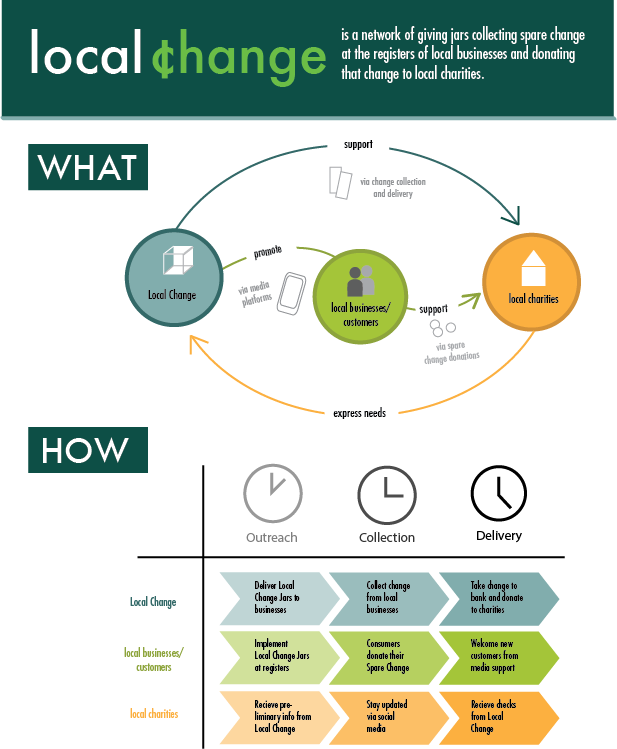 local ¢hange
is a network of giving jars collecting spare change
at the registers of local businesses and donating
that change to local charities.
WHAT
support
via change collection
and delivery
promote
via media
platforms
Local Change
local businesses/
customers
support
via spare
change donations
local charities
express needs
HOW
Outreach
Collection
Delivery
Local Change
Deliver Local
Change Jars to
businesses
Collect change
from local
businesses
Take change to
bank and donate
to charities
local businesses/
customers
Implement
Local Change Jars
at registers
Consumers
donate their
Spare Change
Welcome new
customers from
media support
local charities
Recieve pre-
liminary info from
Local Change
Stay updated
via social
media
Recieve checks
from Local
Change